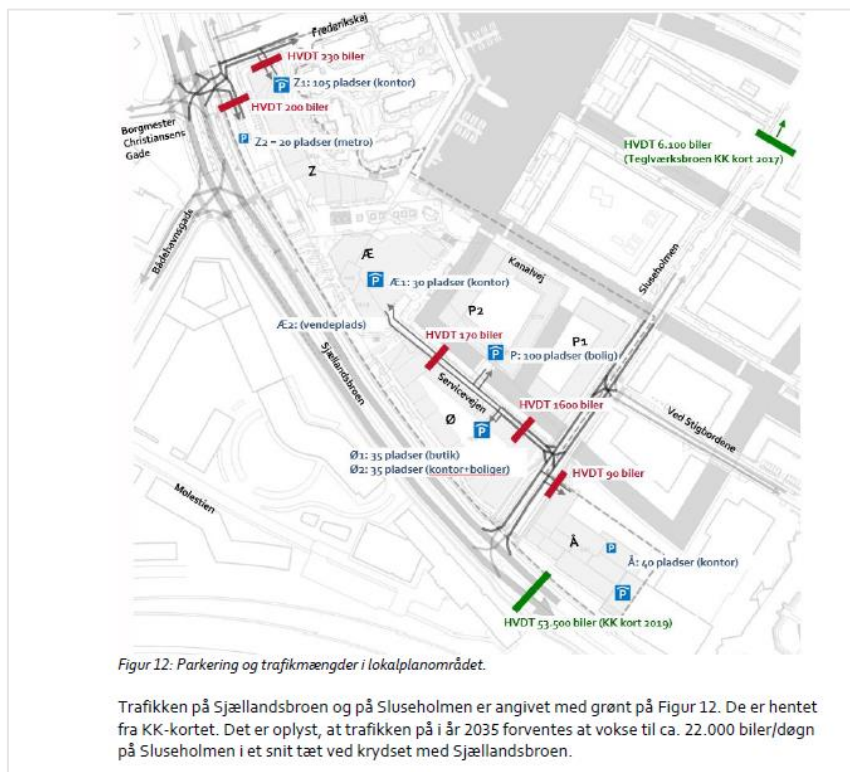 Frederikskaj
HVDT 230 biler
P
Z1: 105 pladser (kontor)
HVDT 200 biler
Borgmester
Christiansens
Gade
P
Z2 – 20 pladser (metro)
HVDT 6.100 biler
(Teglværksbroen KK kort 2017)
Z
Bådehavnsgade
Sluseholmen
Kanalvej
Æ
P
Æ1: 30 pladser (kontor)
P2
Æ2: (vendeplads)
HVDT 170 biler
P1
P
P: 100 pladser (bolig)
Sjællandsbroen
Servicevejen
HVDT 1600 biler
Ø
P
Ved Stigbordene
Ø1: 35 pladser (butik)
Ø2: 35 pladser (kontor+boliger)
HVDT 90 biler
Molestien
Å
P
Å: 40 pladser (kontor)
P
HVDT 53.500 biler (KK kort 2019)
Figur 12: Parkering og trafikmængder i lokalplanområdet.
Trafikken på Sjællandsbroen og på Sluseholmen er angivet med grønt på Figur 12. De er hentet
fra KK-kortet. Det er oplyst, at trafikken på i år 2035 forventes at vokse til ca. 22.000 biler/døgn
på Sluseholmen i et snit tæt ved krydset med Sjællandsbroen.